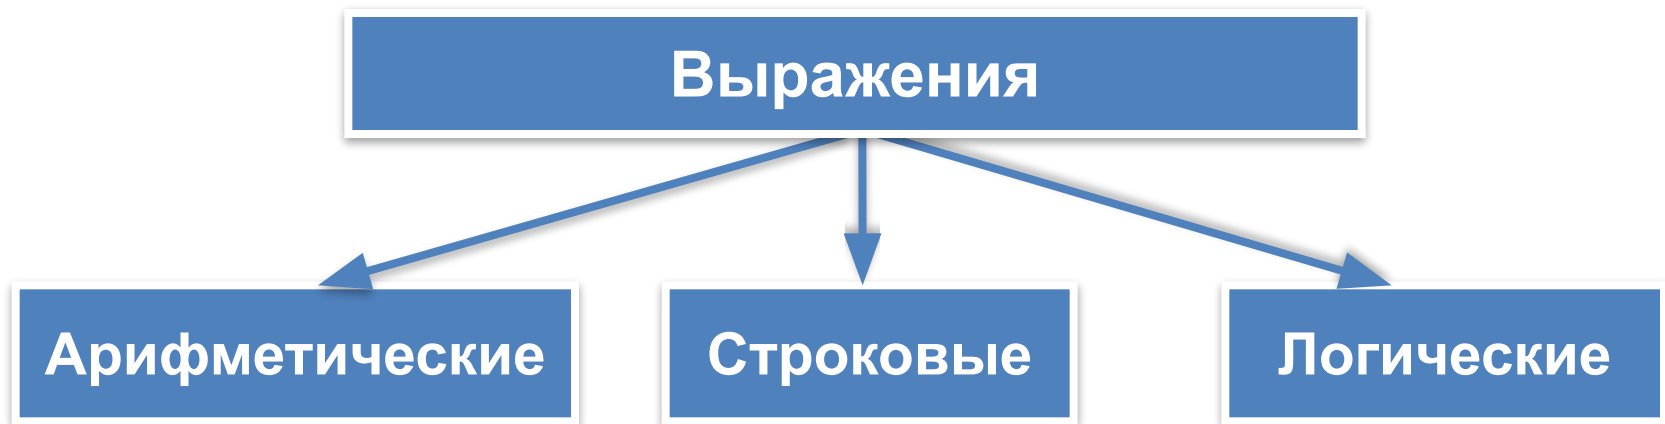 Выражения
Арифметические
Строковые
Логические